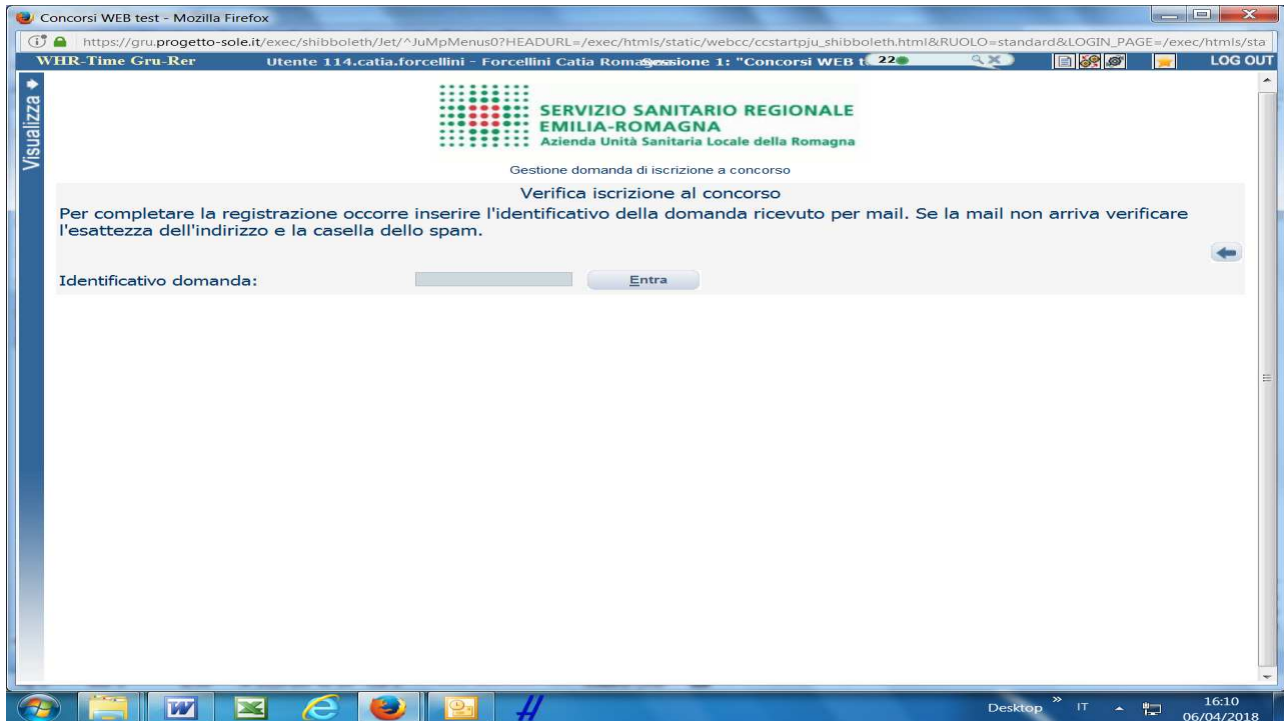 Concorsi WEB test - Mozilla Firefox
https://gru.progetto-sole.it/exec/shibboleth/Jet/^JuMpMenus0?HEADURL=/exec/htmls/static/webcc/ccstartpju_shibboleth.html&RUOLO=standard&LOGIN_PAGE=/exec/htmls/sta
WHR-Time Gru-Rer Utente 114.catia.forcellini - Forcellini Catia Romagna Sessione 1: "Concorsi WEB t 22 LOG OUT
Visualizza
SERVIZIO SANITARIO REGIONALE
EMILIA-ROMAGNA
Azienda Unità Sanitaria Locale della Romagna
Gestione domanda di iscrizione a concorso
Verifica iscrizione al concorso
Per completare la registrazione occorre inserire l'identificativo della domanda ricevuto per mail. Se la mail non arriva verificare
l'esattezza dell'indirizzo e la casella dello spam.
Identificativo domanda: Entra
Desktop » IT 16:10
06/04/2018